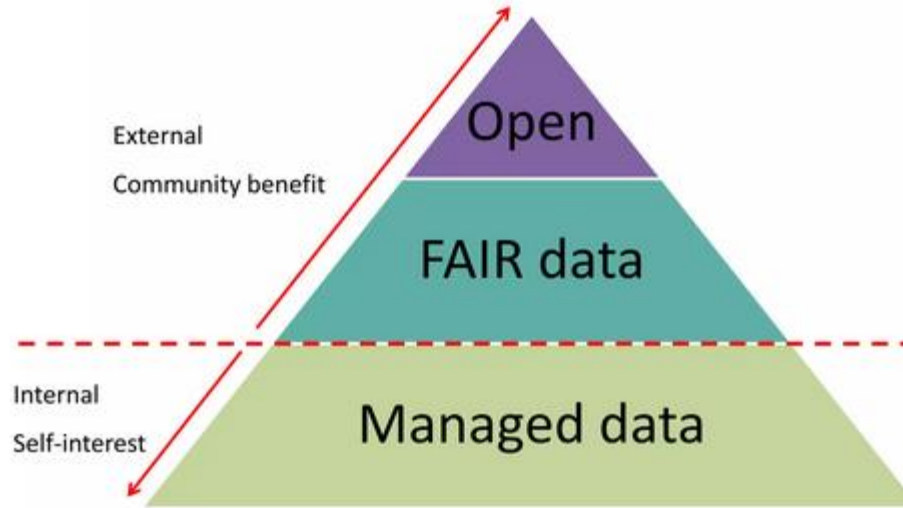 Open
External
Community benefit
FAIR data
Internal
Self-interest
Managed data